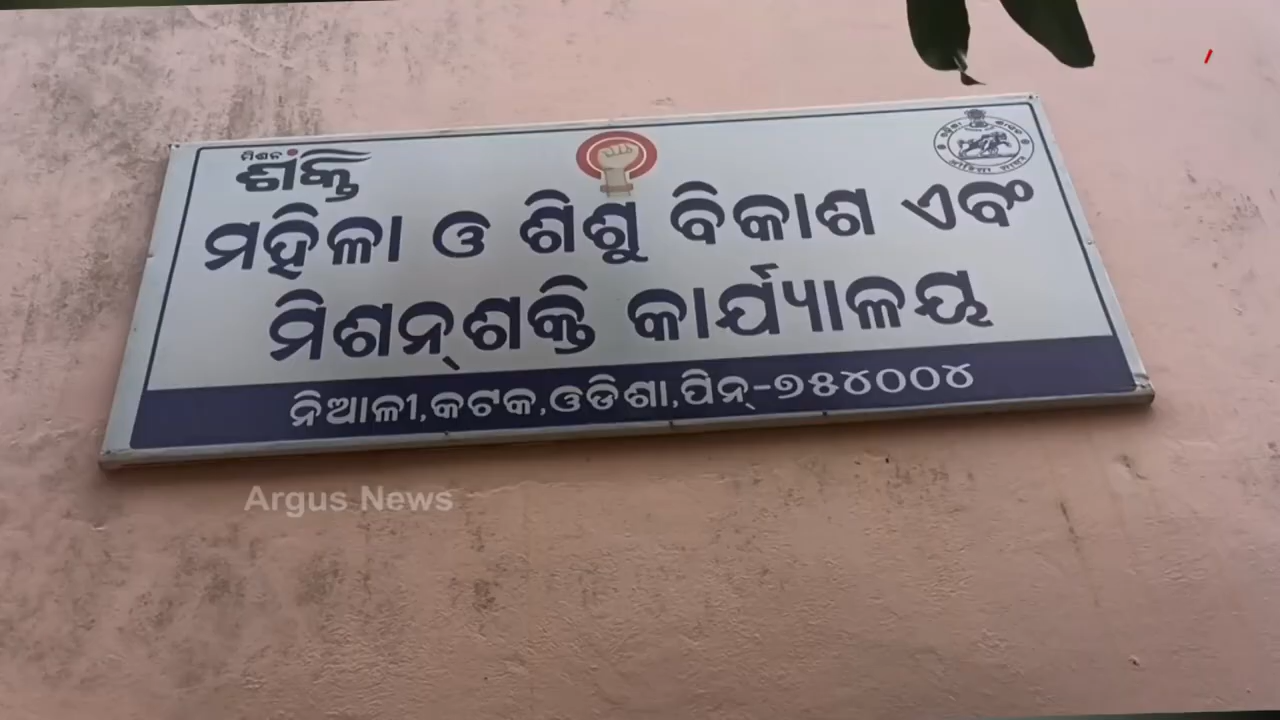 ମିଶନ
ଶକ୍ତି
ମହିଳା ଓ ଶିଶୁ ବିକାଶ ଏବଂ
ମିଶନ୍‌ଶକ୍ତି କାର୍ଯ୍ୟାଳୟ
ନିଆଳୀ,କଟକ,ଓଡିଶା,ପିନ୍-୭୫୪୦୦୪
Argus News